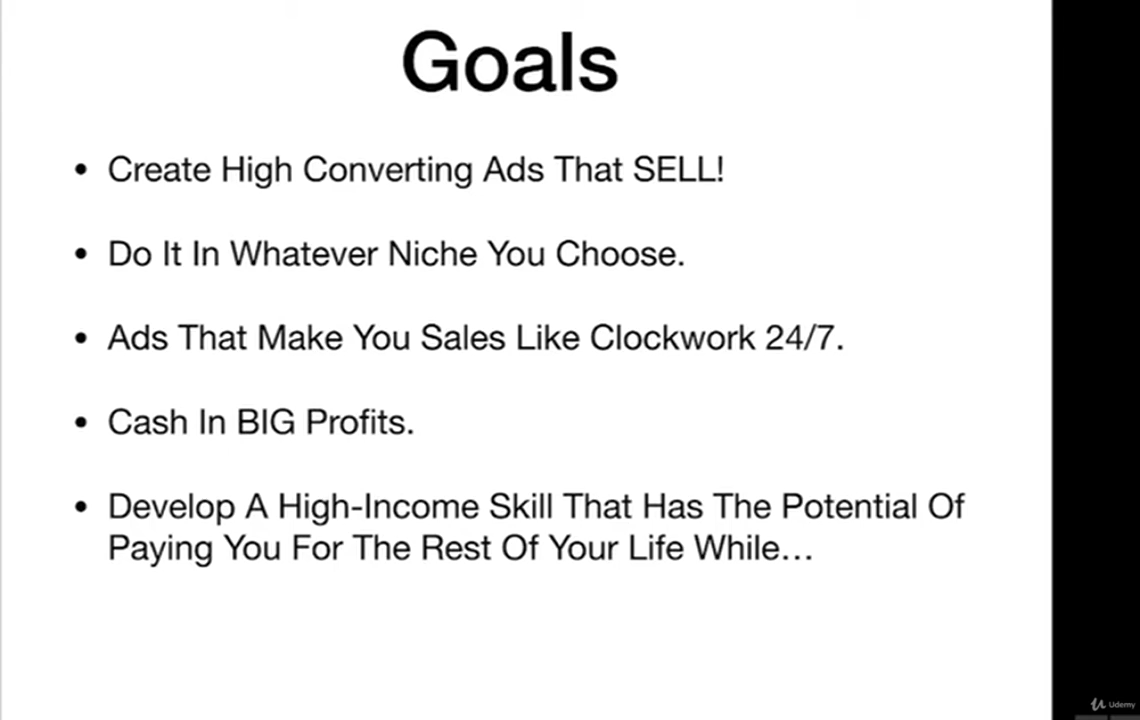 Goals
• Create High Converting Ads That SELL!
• Do It In Whatever Niche You Choose.
• Ads That Make You Sales Like Clockwork 24/7.
• Cash In BIG Profits.
• Develop A High-Income Skill That Has The Potential Of
Paying You For The Rest Of Your Life While…
Udemy